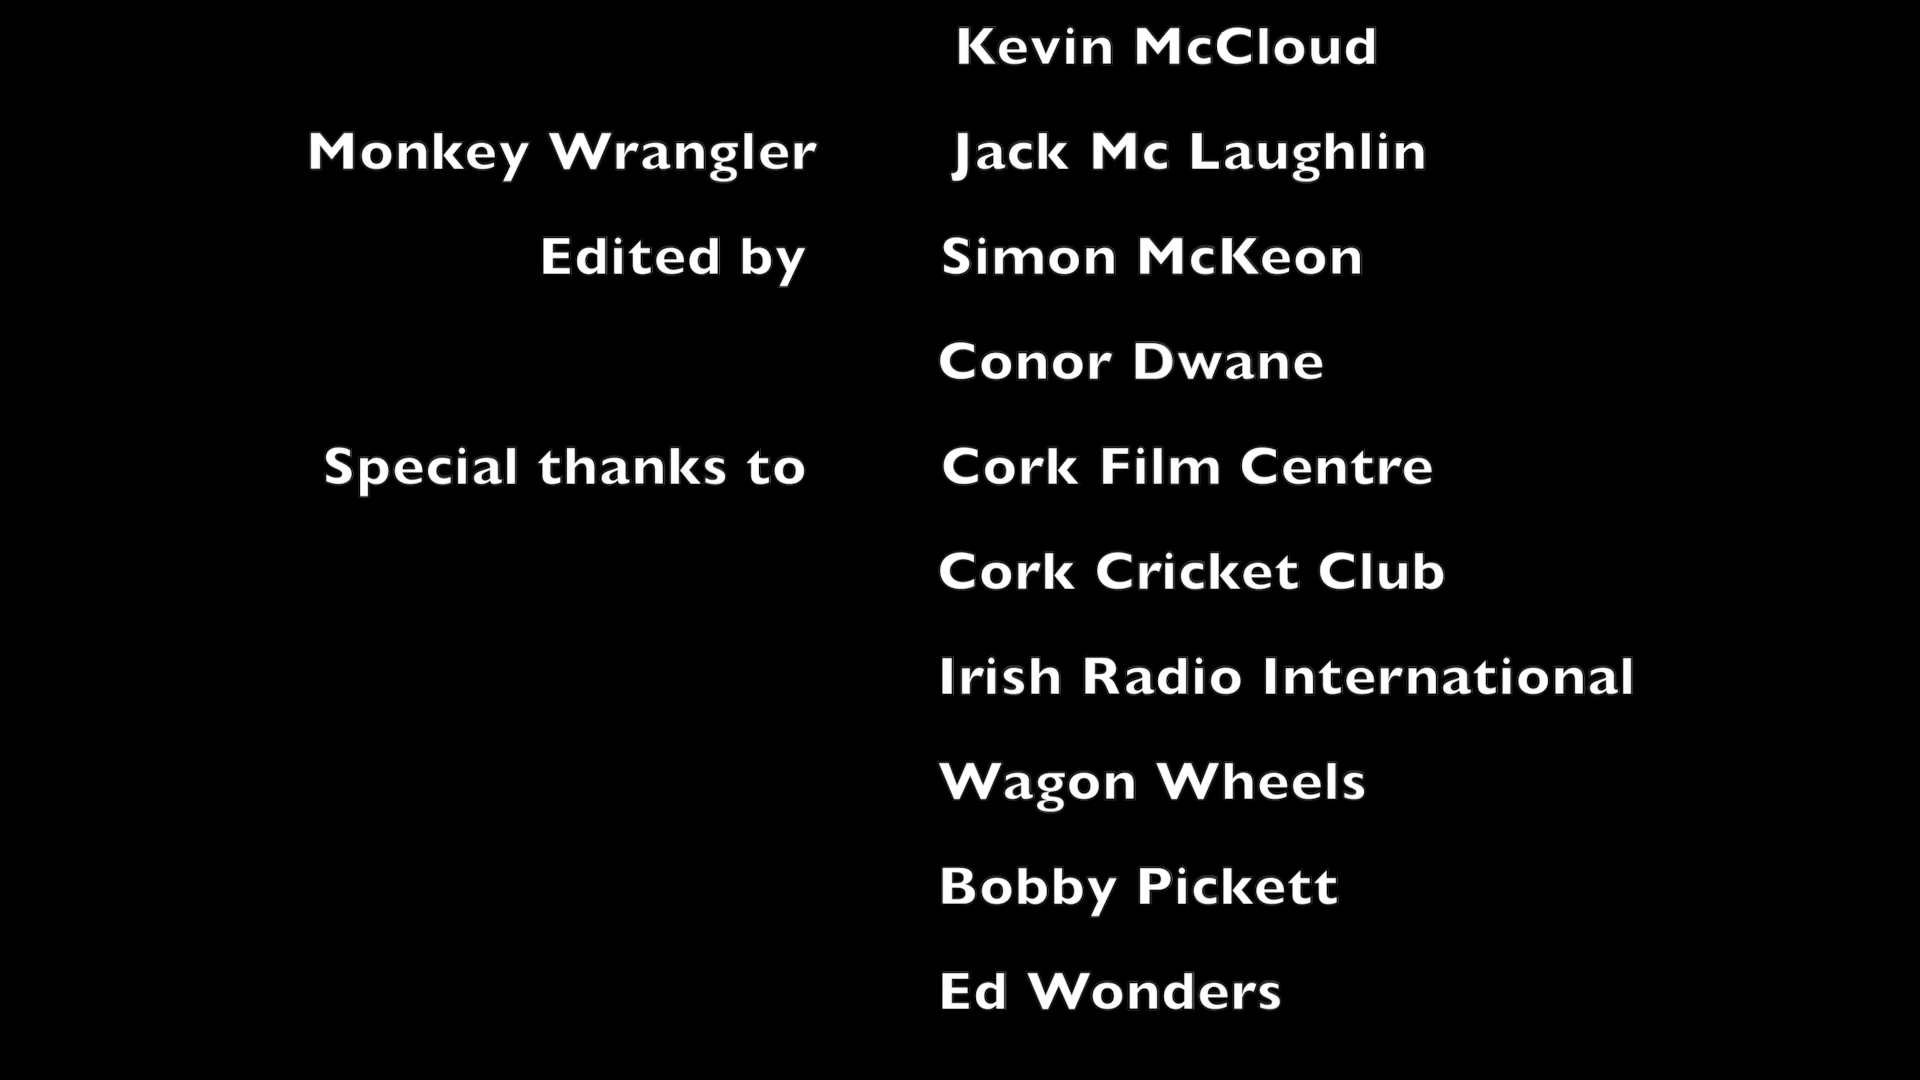 Kevin McCloud
Monkey Wrangler Jack Mc Laughlin
Edited by Simon McKeon
Conor Dwane
Special thanks to Cork Film Centre
Cork Cricket Club
Irish Radio International
Wagon Wheels
Bobby Pickett
Ed Wonders